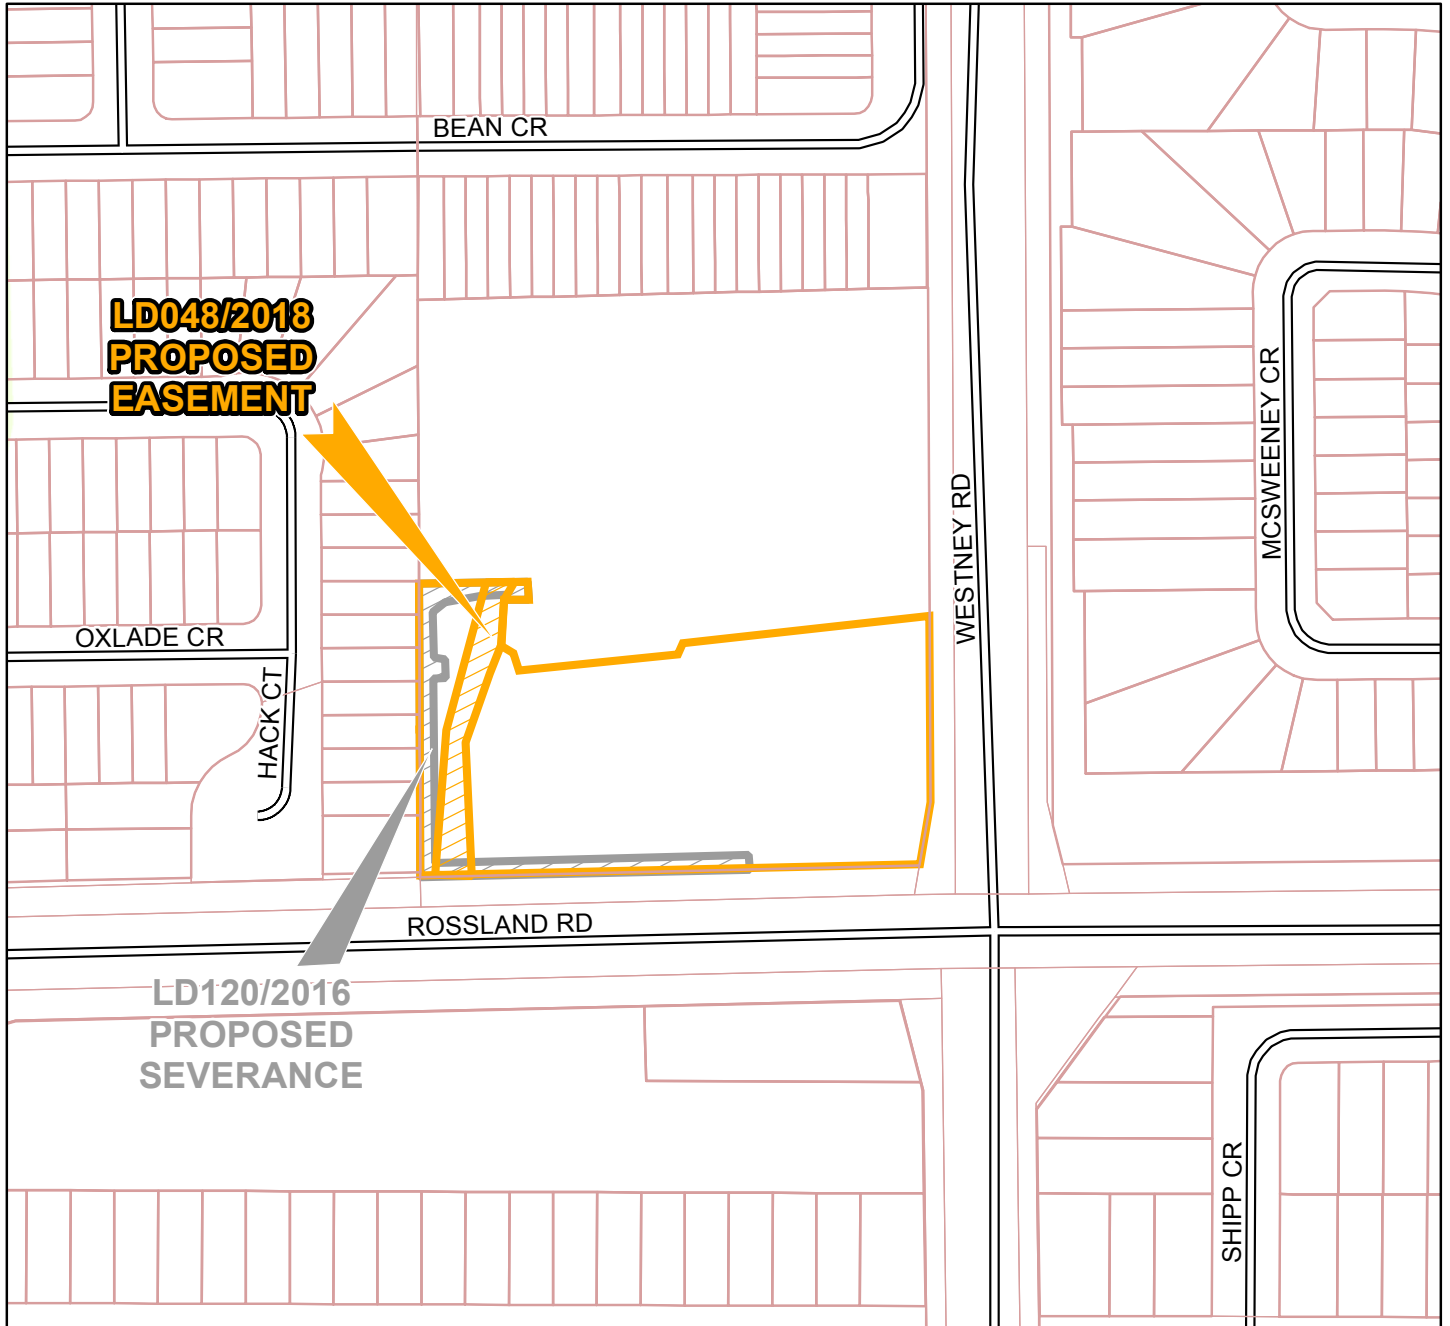 BEAN CR
LD048/2018
PROPOSED
EASEMENT
MCSWEENEY CR
WESTNEY RD
OXLADE CR
HACK CT
ROSSLAND RD
LD120/2016
PROPOSED
SEVERANCE
SHIPP CR